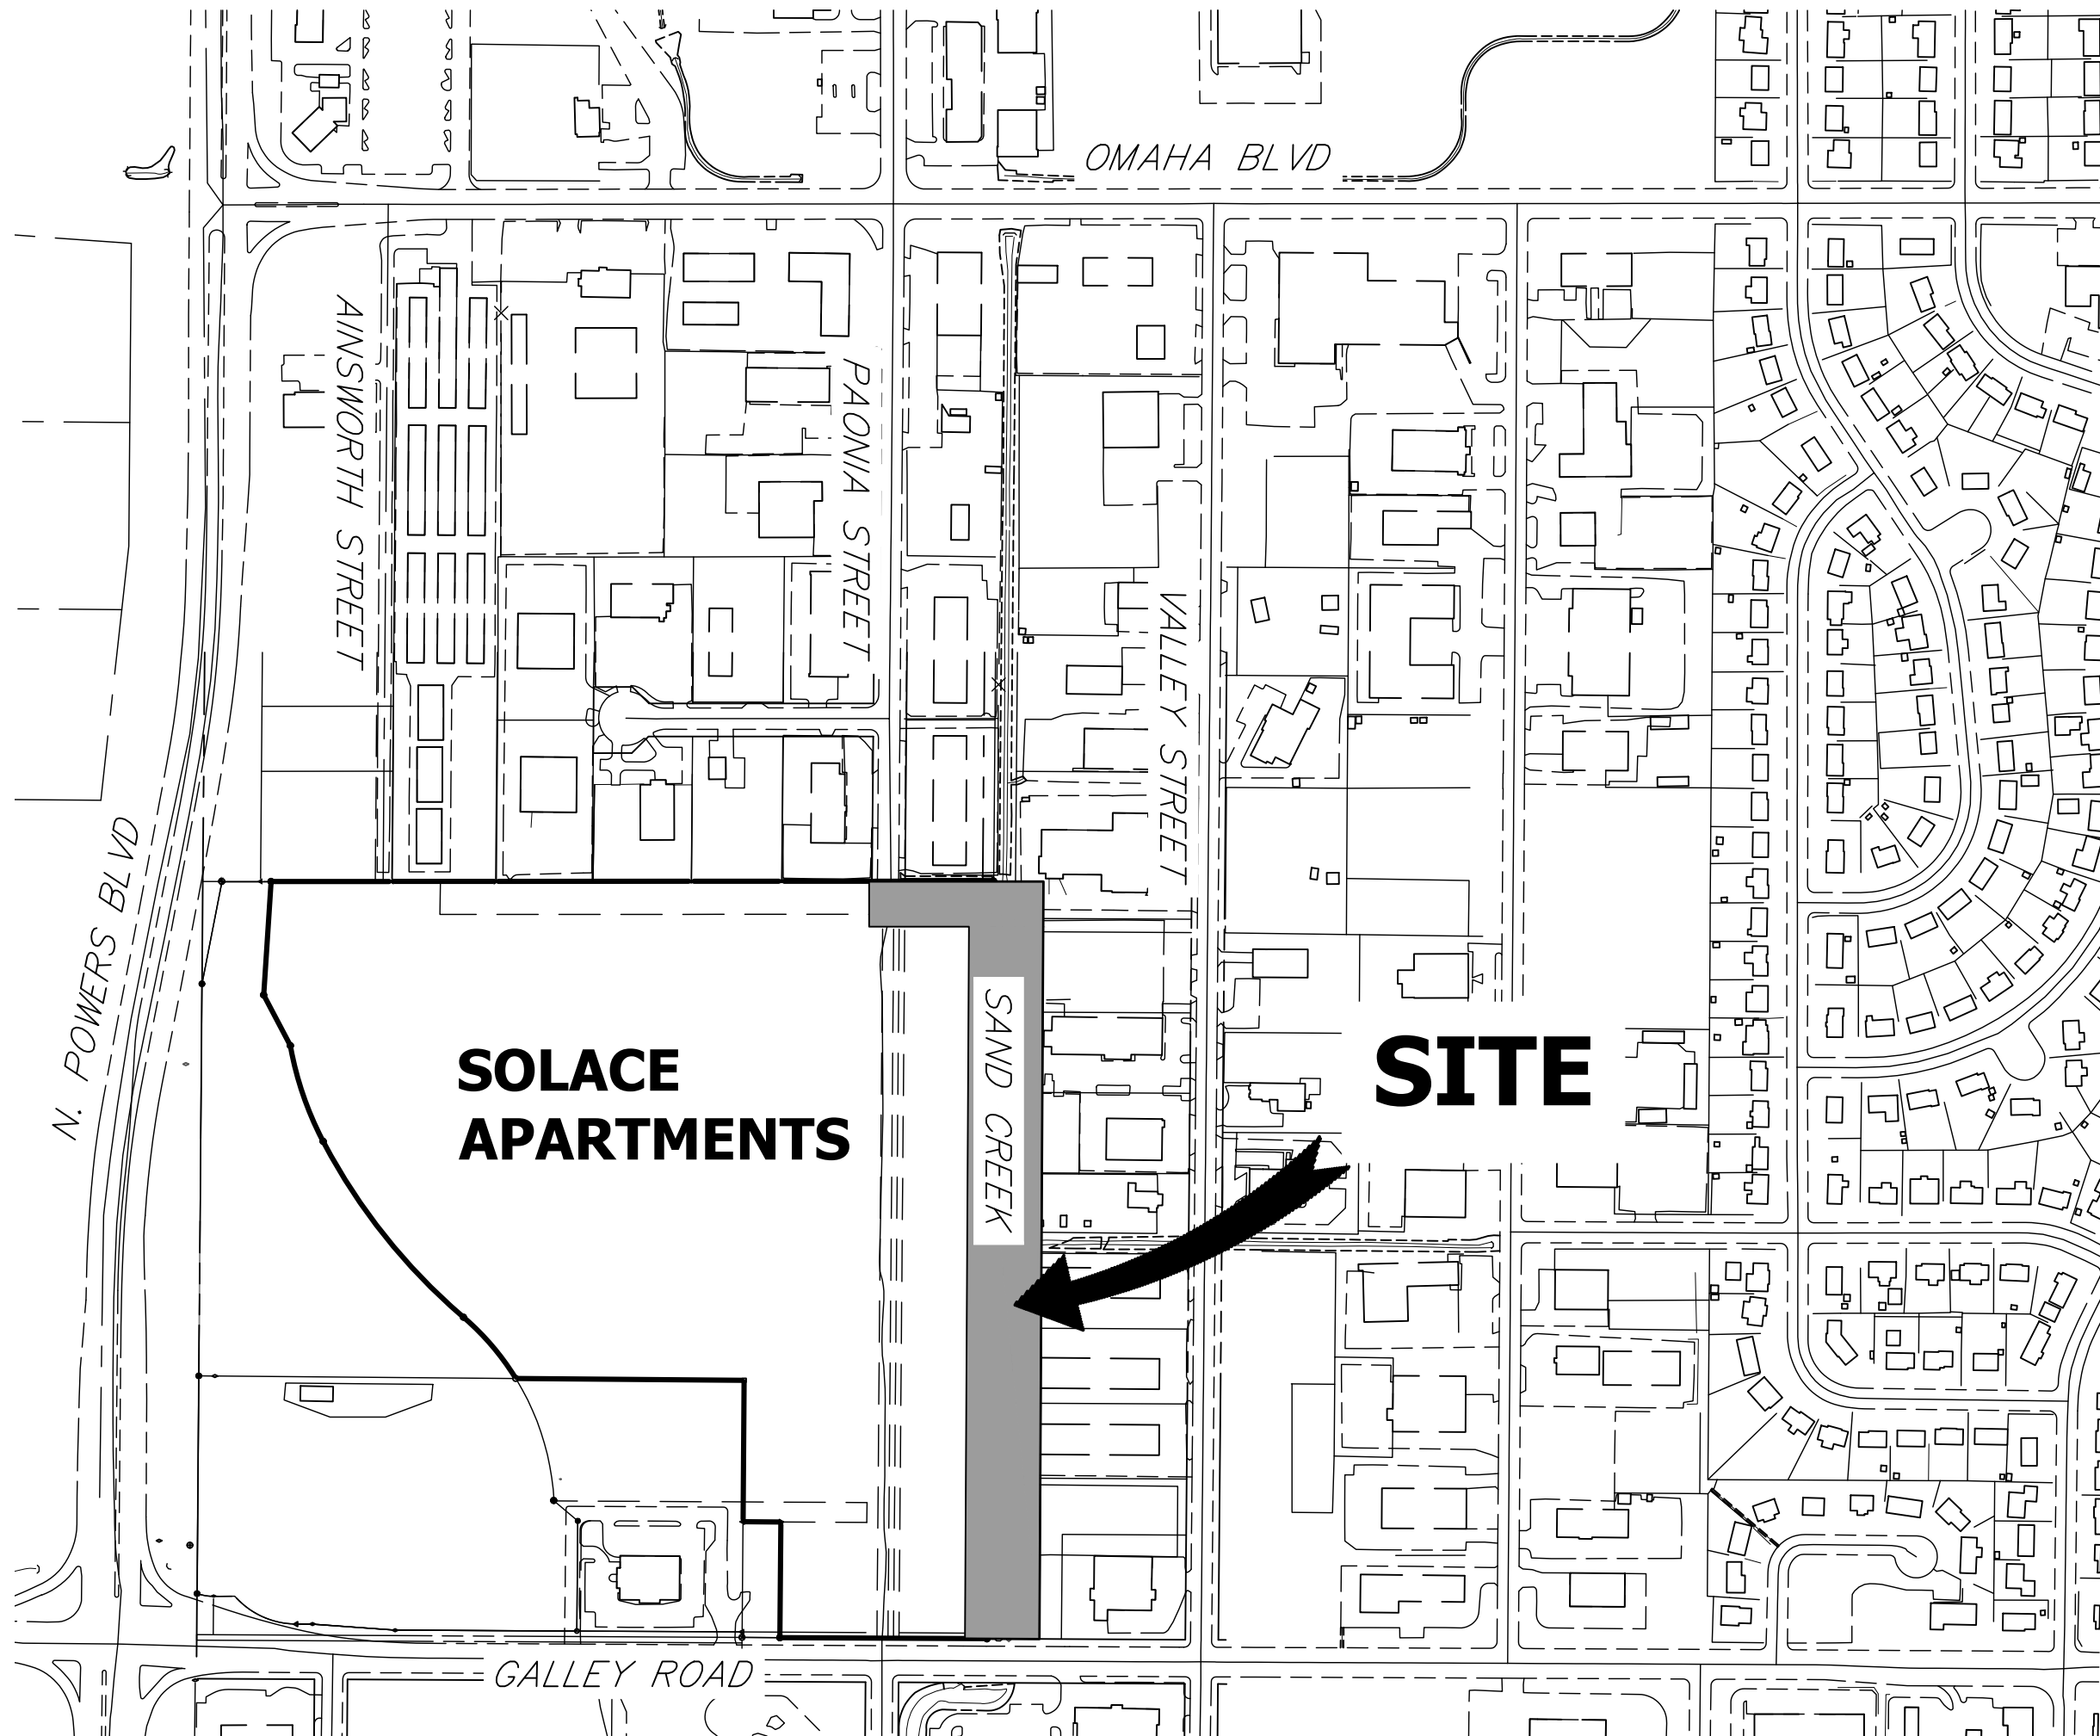 OMAHA BLVD
AINSWORTH STREET
PAONIA STREET
VALLEY STREET
N. POWERS BLVD
SAND CREEK
SITE
SOLACE
APARTMENTS
GALLEY ROAD